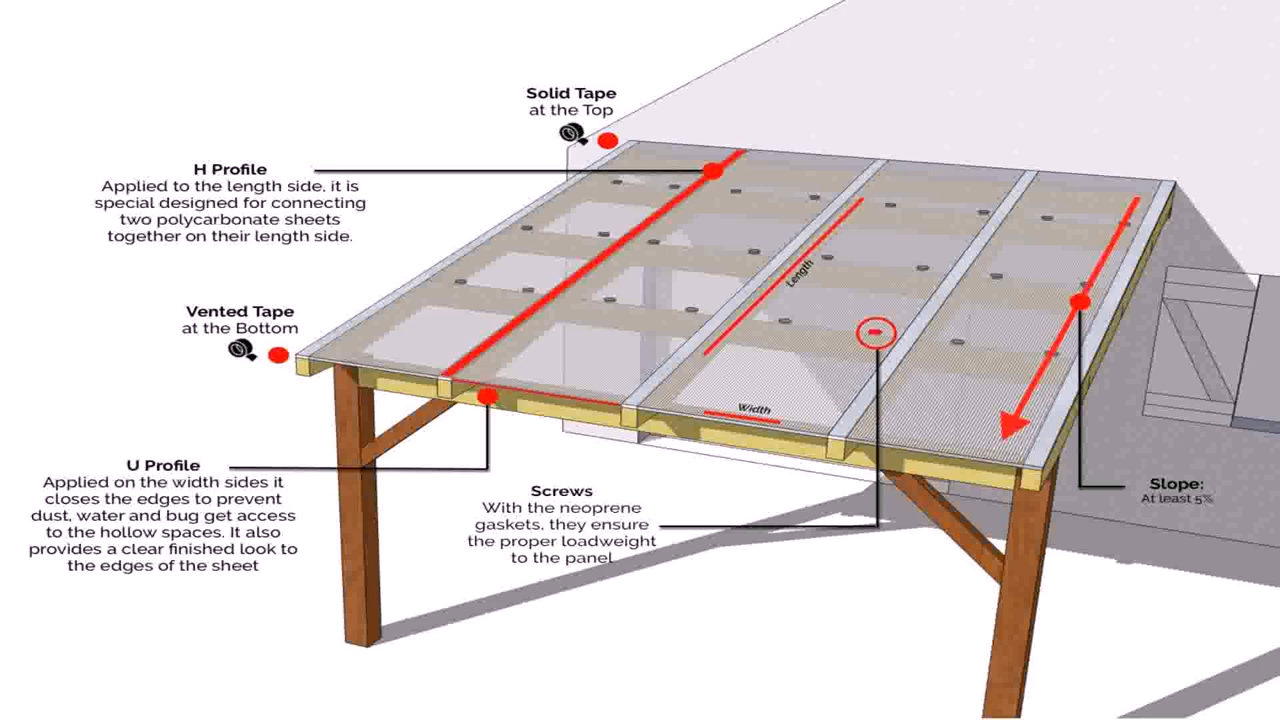 Solid Tape
at the Top
H Profile
Applied to the length side, it is
special designed for connecting
two polycarbonate sheets
together on their length side.
Vented Tape
at the Bottom
Length
Width
U Profile
Applied on the width sides it
closes the edges to prevent
dust, water and bug get access
to the hollow spaces. It also
provides a clear finished look to
the edges of the sheet
Screws
With the neoprene
gaskets, they ensure
the proper loadweight
to the panel.
Slope:
At least 5%